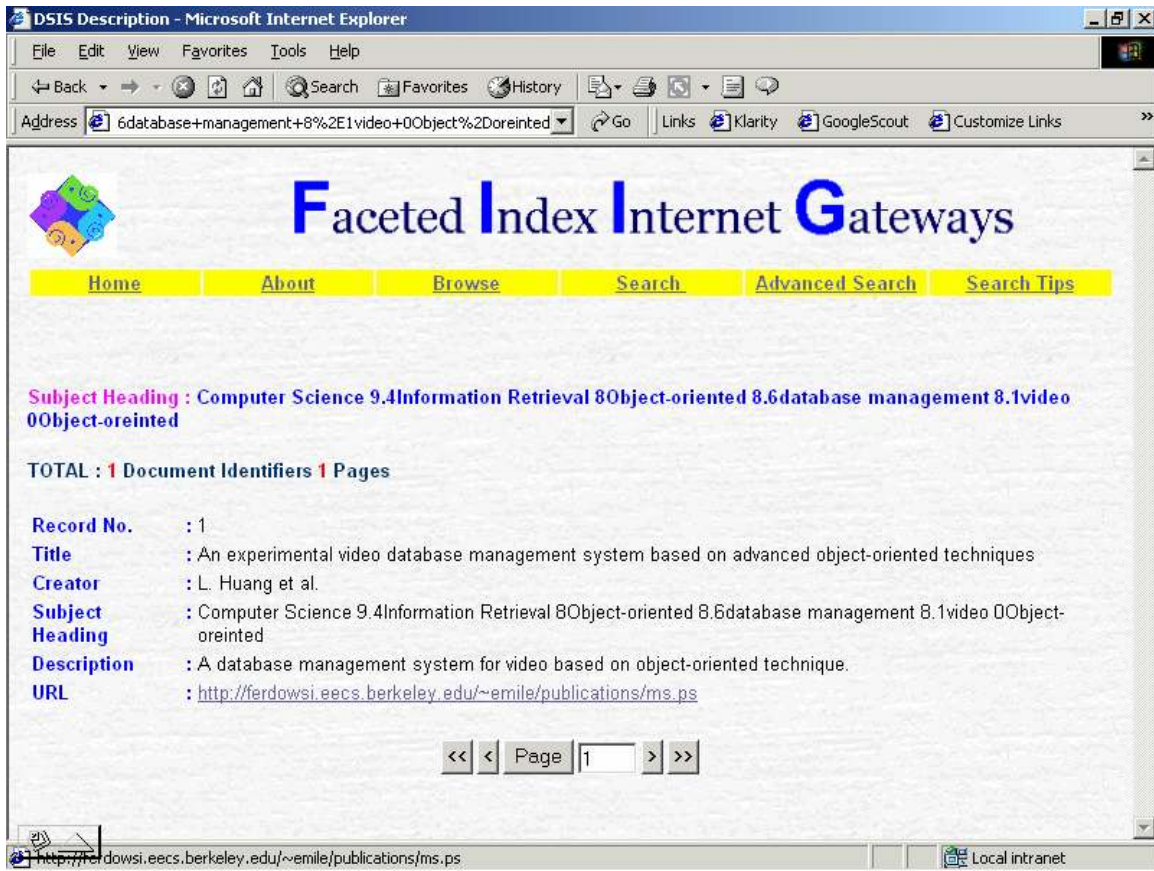 DSIS Description - Microsoft Internet Explorer
File Edit View Favorites Tools Help
Back Search Favorites History
Address 6database+management+8%2E1video+0Object%2Doreinted Go Links Klarity GoogleScout Customize Links »
Faceted Index Internet Gateways
Home About Browse Search Advanced Search Search Tips
Subject Heading : Computer Science 9.4Information Retrieval 8Object-oriented 8.6database management 8.1video
0Object-oreinted
TOTAL : 1 Document Identifiers 1 Pages
Record No. : 1
Title : An experimental video database management system based on advanced object-oriented techniques
Creator : L. Huang et al.
Subject : Computer Science 9.4Information Retrieval 8Object-oriented 8.6database management 8.1video 0Object-
Heading oreinted
Description : A database management system for video based on object-oriented technique.
URL : http://ferdowsi.eecs.berkeley.edu/~emile/publications/ms.ps
<< < Page 1 > >>
http://ferdowsi.eecs.berkeley.edu/~emile/publications/ms.ps Local intranet